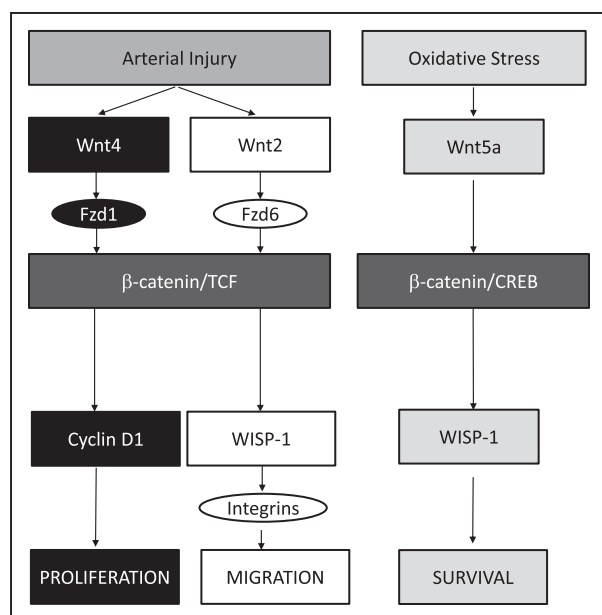 Arterial Injury
Oxidative Stress
Wnt4
Wnt2
Wnt5a
Fzd1
Fzd6
β-catenin/TCF
β-catenin/CREB
Cyclin D1
WISP-1
WISP-1
Integrins
PROLIFERATION
MIGRATION
SURVIVAL